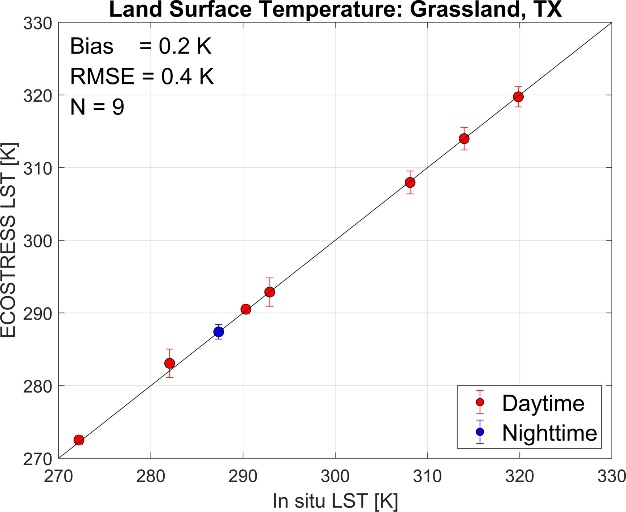 Land Surface Temperature: Grassland, TX
Bias = 0.2 K
RMSE = 0.4 K
N = 9
ECOSTRESS LST [K]
330
320
310
300
290
280
270
Daytime
Nighttime
270 280 290 300 310 320 330
In situ LST [K]